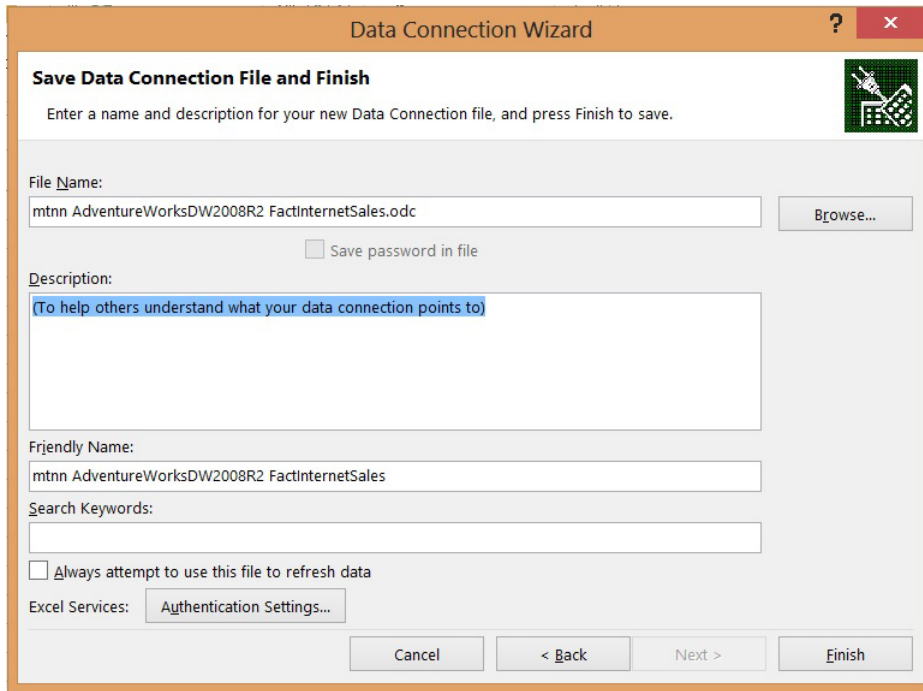 Data Connection Wizard
?
x
Save Data Connection File and Finish
Enter a name and description for your new Data Connection file, and press Finish to save.
File Name:
mtnn AdventureWorksDW2008R2 FactInternetSales.odc
Browse...
Save password in file
Description:
(To help others understand what your data connection points to)
Friendly Name:
mtnn AdventureWorksDW2008R2 FactInternetSales
Search Keywords:
Always attempt to use this file to refresh data
Excel Services: Authentication Settings...
Cancel < Back Next > Finish